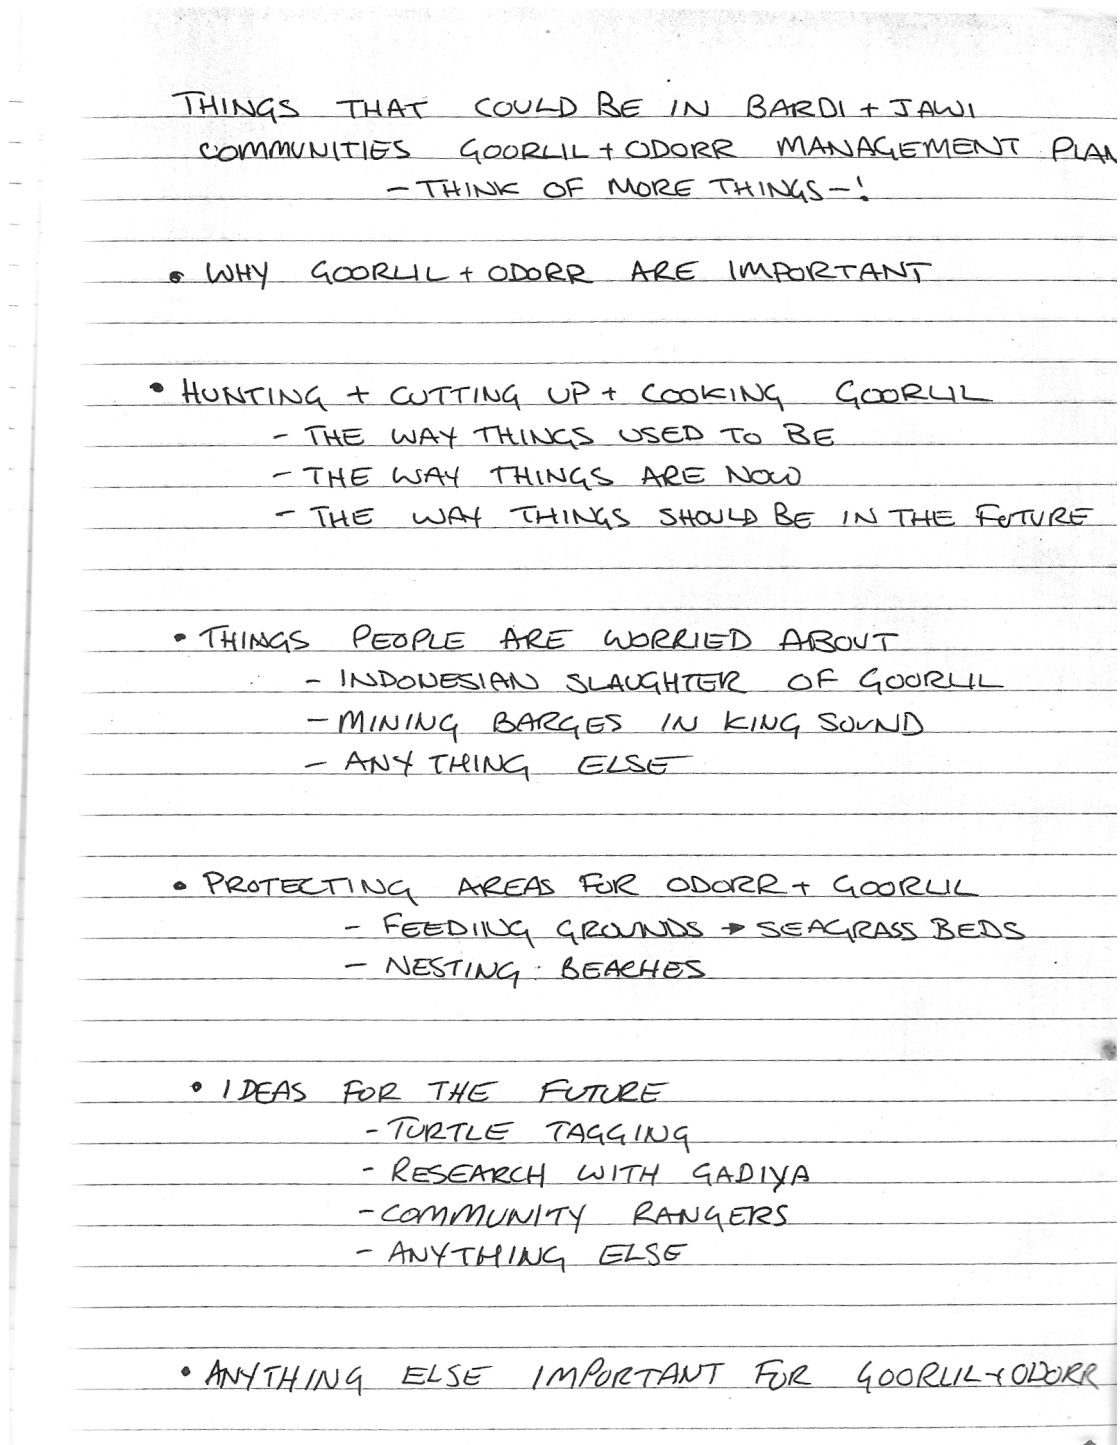 THINGS THAT COULD BE IN BARDI + JAWI
COMMUNITIES GOORLIL + ODORR MANAGEMENT PLAN
- THINK OF MORE THINGS - !
• WHY GOORLIL + ODORR ARE IMPORTANT
• HUNTING + CUTTING UP + COOKING GOORLIL
- THE WAY THINGS USED TO BE
- THE WAY THINGS ARE NOW
- THE WAY THINGS SHOULD BE IN THE FUTURE
• THINGS PEOPLE ARE WORRIED ABOUT
- INDONESIAN SLAUGHTER OF GOORLIL
- MINING BARGES IN KING SOUND
- ANY THING ELSE
• PROTECTING AREAS FOR ODORR + GOORLIL
- FEEDING GROUNDS → SEAGRASS BEDS
- NESTING BEACHES
• IDEAS FOR THE FUTURE
- TURTLE TAGGING
- RESEARCH WITH GADIYA
- COMMUNITY RANGERS
- ANYTHING ELSE
• ANYTHING ELSE IMPORTANT FOR GOORLIL + ODORR